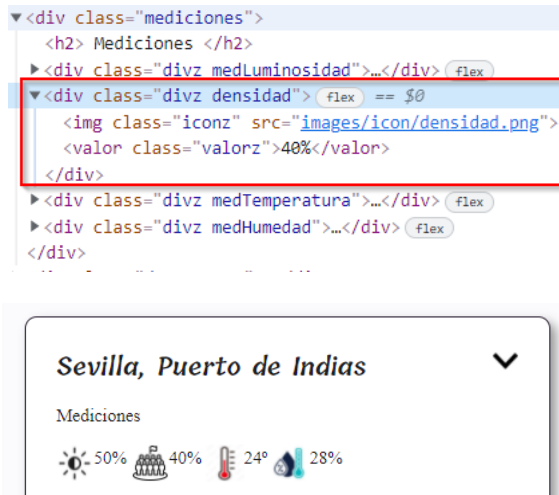 ▼<div class="mediciones">
<h2> Mediciones </h2>
▶<div class="divz medLuminosidad">…</div> flex
▼<div class="divz densidad"> flex == $0
<img class="iconz" src="images/icon/densidad.png">
<valor class="valorz">40%</valor>
</div>
▶<div class="divz medTemperatura">…</div> flex
▶<div class="divz medHumedad">…</div> flex
</div>
Sevilla, Puerto de Indias
Mediciones
50% 40% 24º 28%